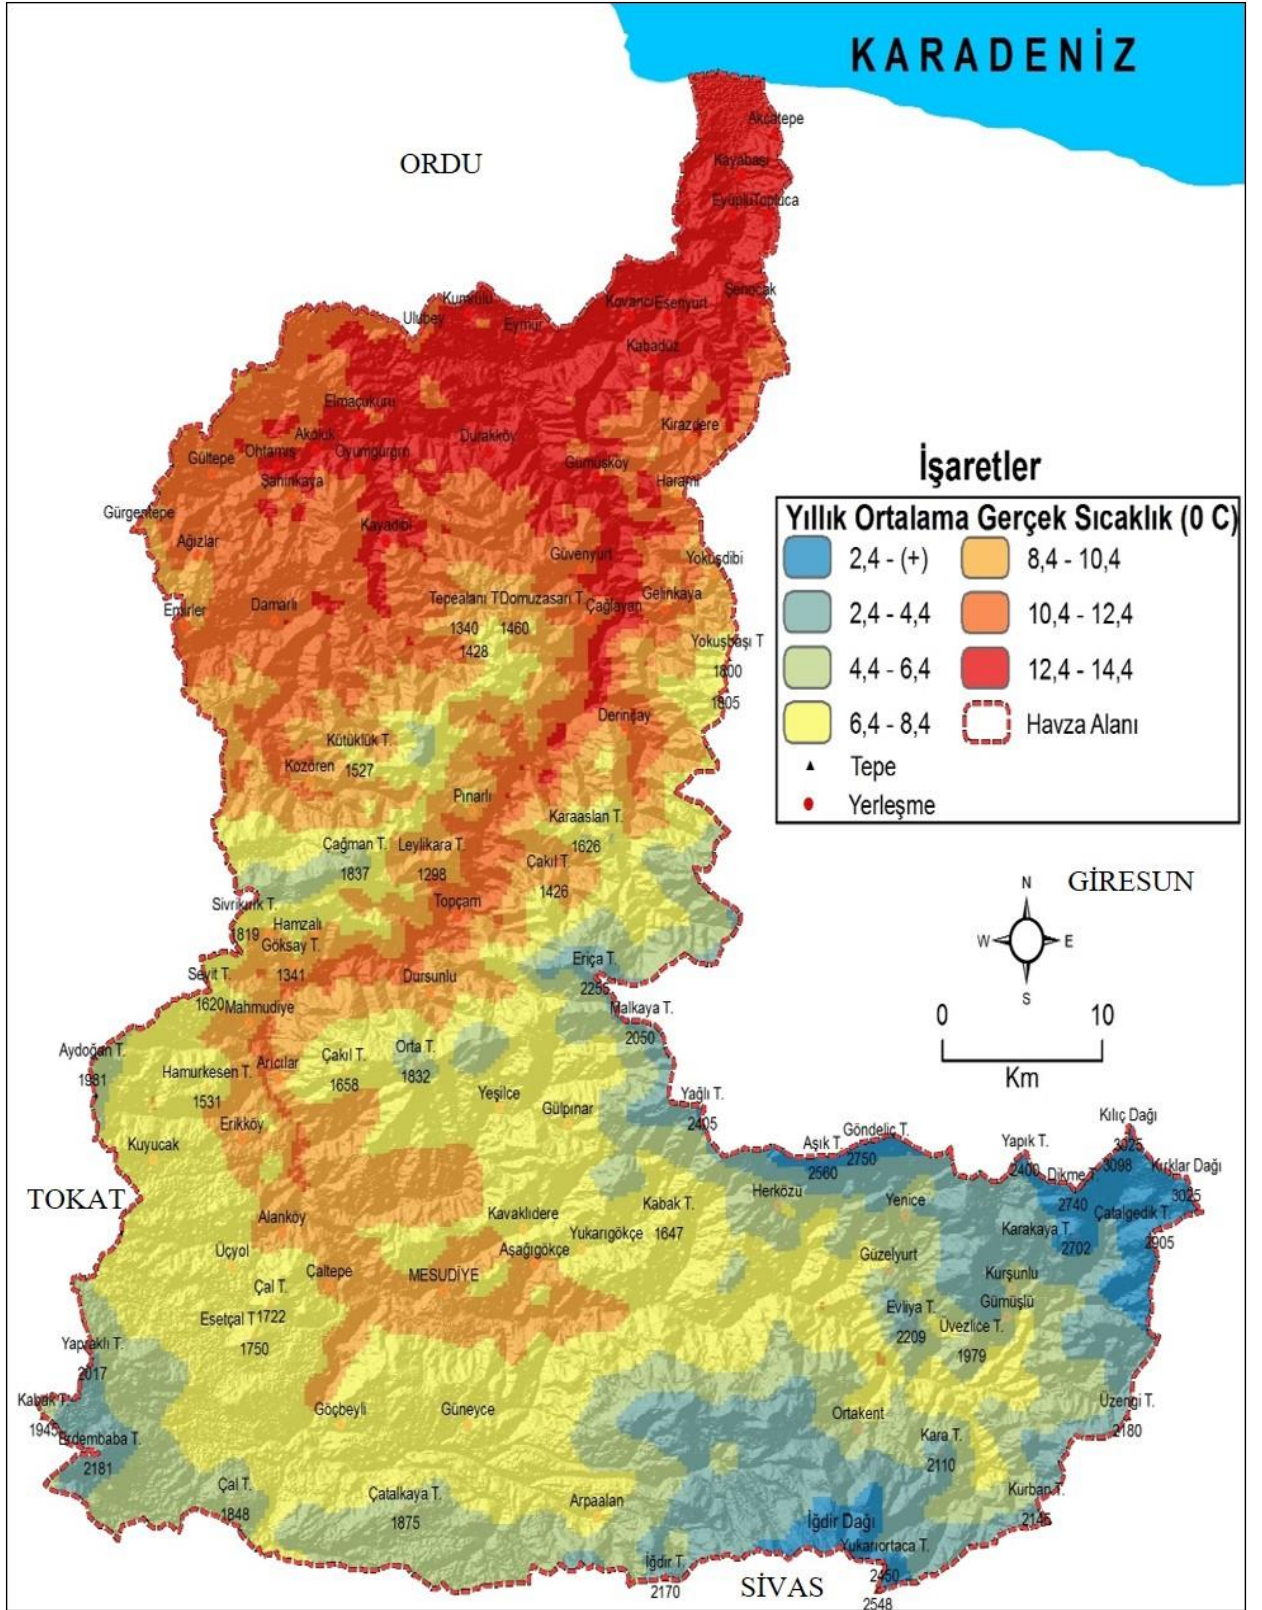 KARADENİZ
Akçatepe
ORDU
Kayabaşı
Eyüplü Topluca
Şenocak
Kumrulu
Kovancı Esenyurt
Ulubey
Eymür
Kabadüz
Elmaçukuru
Kirazdere
Akoluk
Durakköy
Ohtamış
Oyumgürgen
Gültepe
Gümüşköy
Şahinkaya
Harami
Gürgentepe
Kayadibi
Ağızlar
Güvenyurt
Yokuşdibi
Gelinkaya
Emirler
Damarlı
Tepealanı T. Domuzasarı T.
Çağlayan
1340
1460
1428
Yokuşbaşı T
1800
1805
Derinçay
Kütüklük T.
Kozören
1527
Pınarlı
Karaaslan T.
1626
Çağman T.
Leylikara T.
1837
1298
Çakıl T.
1426
Topçam
Sivrikırık T.
1819
Hamzalı
Göksay T.
1341
Seyit T.
1620
Mahmudiye
Dursunlu
Eriça T.
2255
Malkaya T.
2050
Aydoğan T.
1981
Hamurkesen T.
1531
Arıcılar
Çakıl T.
1658
Orta T.
1832
Yeşilce
Gülpınar
Yağlı T.
2405
Erikköy
Kuyucak
Kılıç Dağı
3025
3098
Kırklar Dağı
3025
Göndeliç T.
2750
Aşık T
2560
Yapık T.
2400
Dikme T.
2740
Çatalgedik T.
2905
TOKAT
Herközü
Yenice
Kabak T.
1647
Karakaya T.
2702
Alanköy
Kavaklıdere
Yukarıgökçe
Aşağıgökçe
Üçyol
Güzelyurt
Çaltepe
MESUDİYE
Kurşunlu
Çal T.
1722
Gümüşlü
Esetçal T
1750
Evliya T.
2209
Üvezlice T.
1979
Yapraklı T.
2017
Kabak T.
1945
Göçbeyli
Güneyce
Ortakent
Üzengi T.
2180
Erdembaba T.
2181
Kara T.
2110
Çal T.
1848
Çatalkaya T.
1875
Arpaalan
Kurban T.
2145
İğdir Dağı
Yukarıortaca T.
2450
2548
İğdır T.
2170
SİVAS
GİRESUN
İşaretler
Yıllık Ortalama Gerçek Sıcaklık (0 C)
2,4 - (+)
8,4 - 10,4
2,4 - 4,4
10,4 - 12,4
4,4 - 6,4
12,4 - 14,4
6,4 - 8,4
Havza Alanı
Tepe
Yerleşme
N
W
E
S
0
10
Km